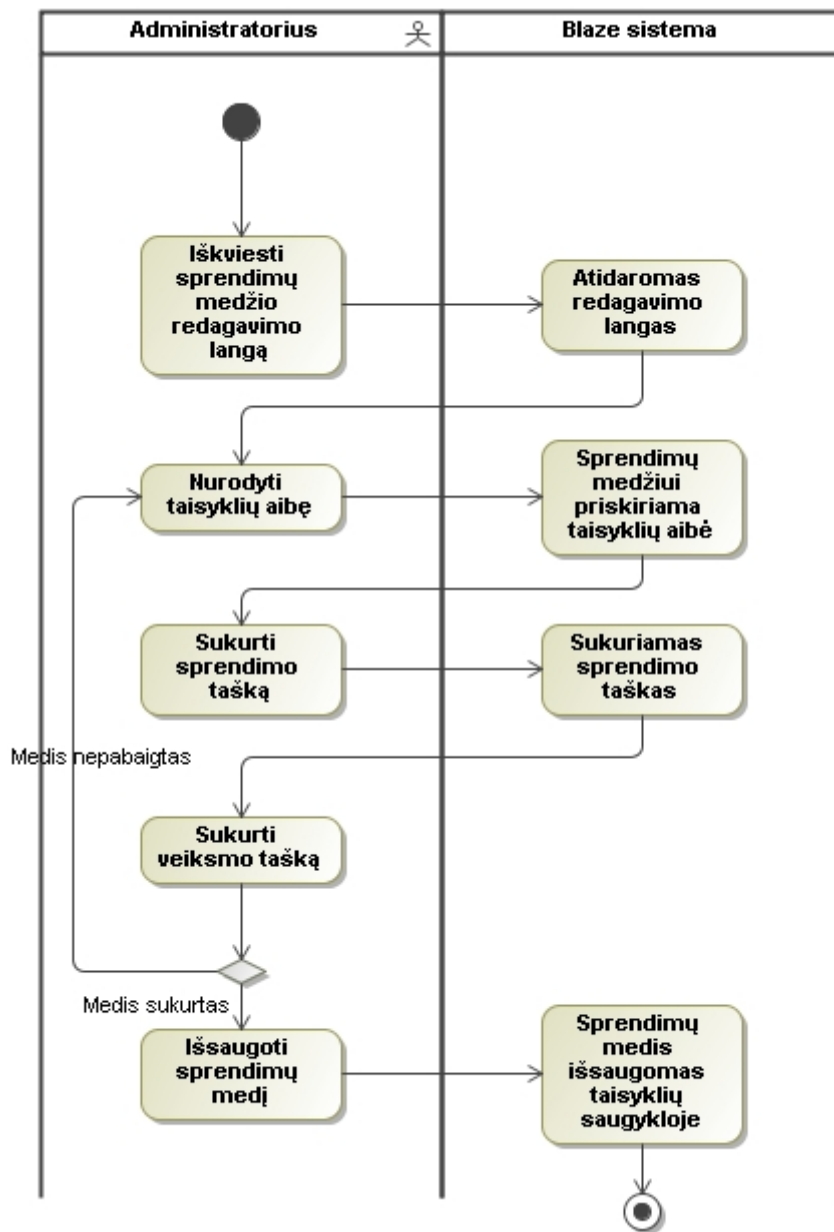 Administratorius
Blaze sistema
Iškviesti
sprendimų
medžio
redagavimo
langą
Atidaromas
redagavimo
langas
Nurodyti
taisyklių aibę
Sprendimų
medžiui
priskiriama
taisyklių aibė
Sukurti
sprendimo
tašką
Sukuriamas
sprendimo
taškas
Medis nepabaigtas
Sukurti
veiksmo tašką
Medis sukurtas
Išsaugoti
sprendimų
medį
Sprendimų
medis
išsaugomas
taisyklių
saugykloje